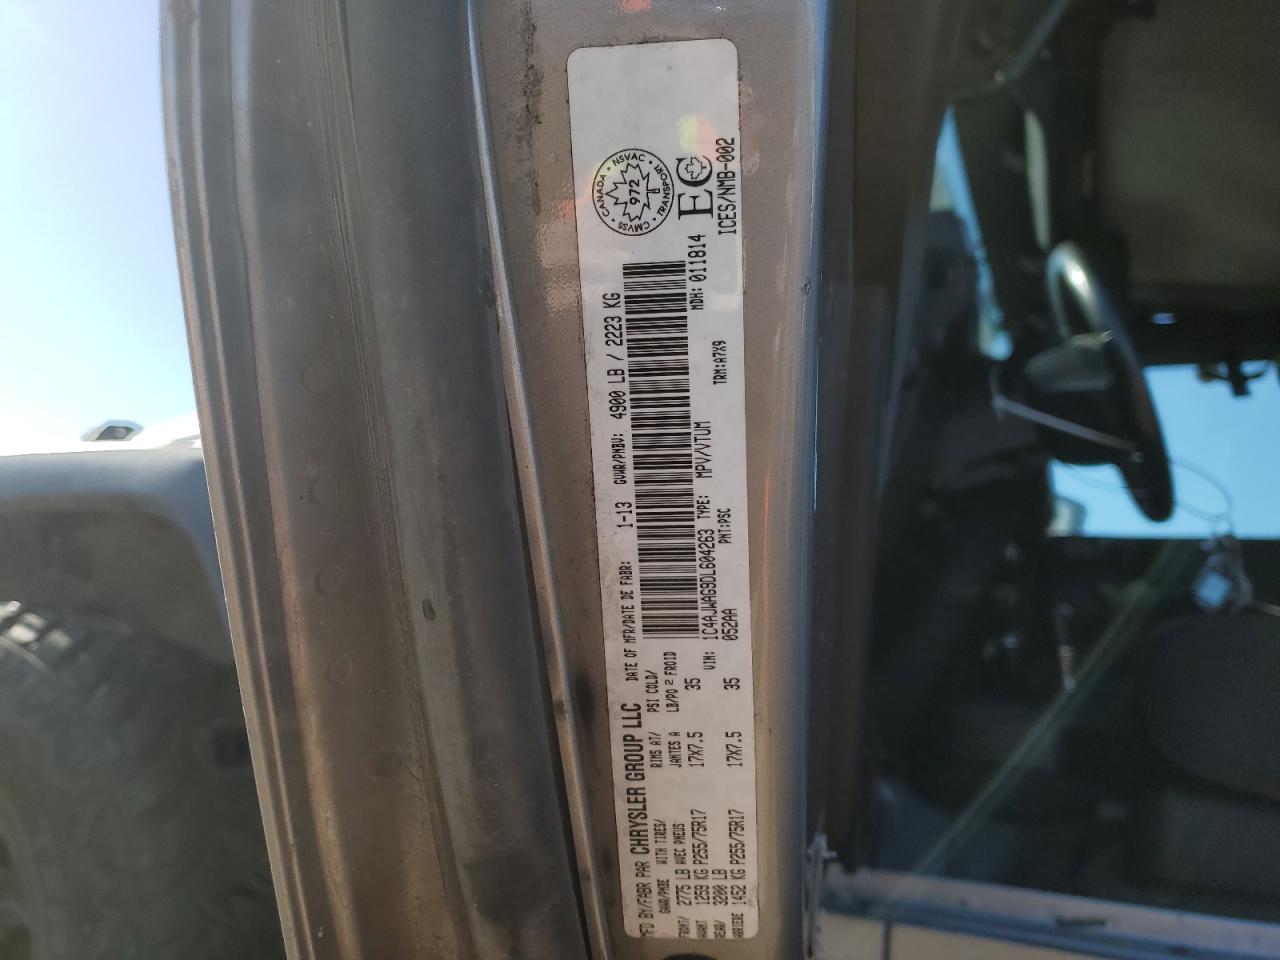 MFD BY/FABR PAR CHRYSLER GROUP LLC DATE OF MFR/DATE DE FABR: 1-13 GVWR/PNBV: 4900 LB / 2223 KG
WITH TIRES/ RIMS AT/ PSI COLD/
AVEC PNEUS JANTES A LB/PO 2 FROID
FRONT/ 2775 LB
AVANT 1259 KG P255/75R17 17X7.5 35
REAR/ 3200 LB
ARRIERE 1452 KG P255/75R17 17X7.5 35
VIN: 1C4AJWAG9DL604263 TYPE: MPV/VTUM
052AA PNT:PSC TRM:A7X9
MDH: 011814
CMVSS • CANADA • NSVAC • TRANSPORT •
972
EC
ICES/NMB-002